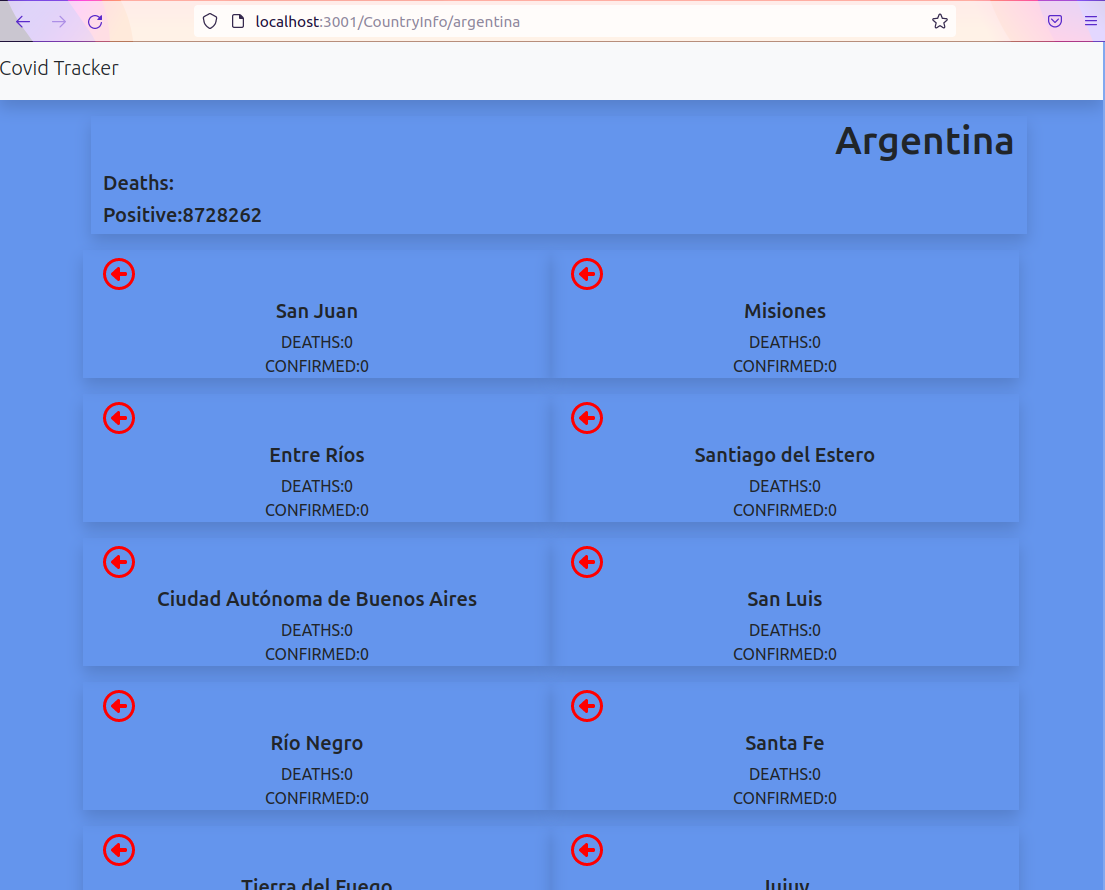 localhost:3001/CountryInfo/argentina
Covid Tracker
Argentina
Deaths:
Positive:8728262
San Juan
DEATHS:0
CONFIRMED:0
Misiones
DEATHS:0
CONFIRMED:0
Entre Ríos
DEATHS:0
CONFIRMED:0
Santiago del Estero
DEATHS:0
CONFIRMED:0
Ciudad Autónoma de Buenos Aires
DEATHS:0
CONFIRMED:0
San Luis
DEATHS:0
CONFIRMED:0
Río Negro
DEATHS:0
CONFIRMED:0
Santa Fe
DEATHS:0
CONFIRMED:0
Tierra del Fuego
Jujuy